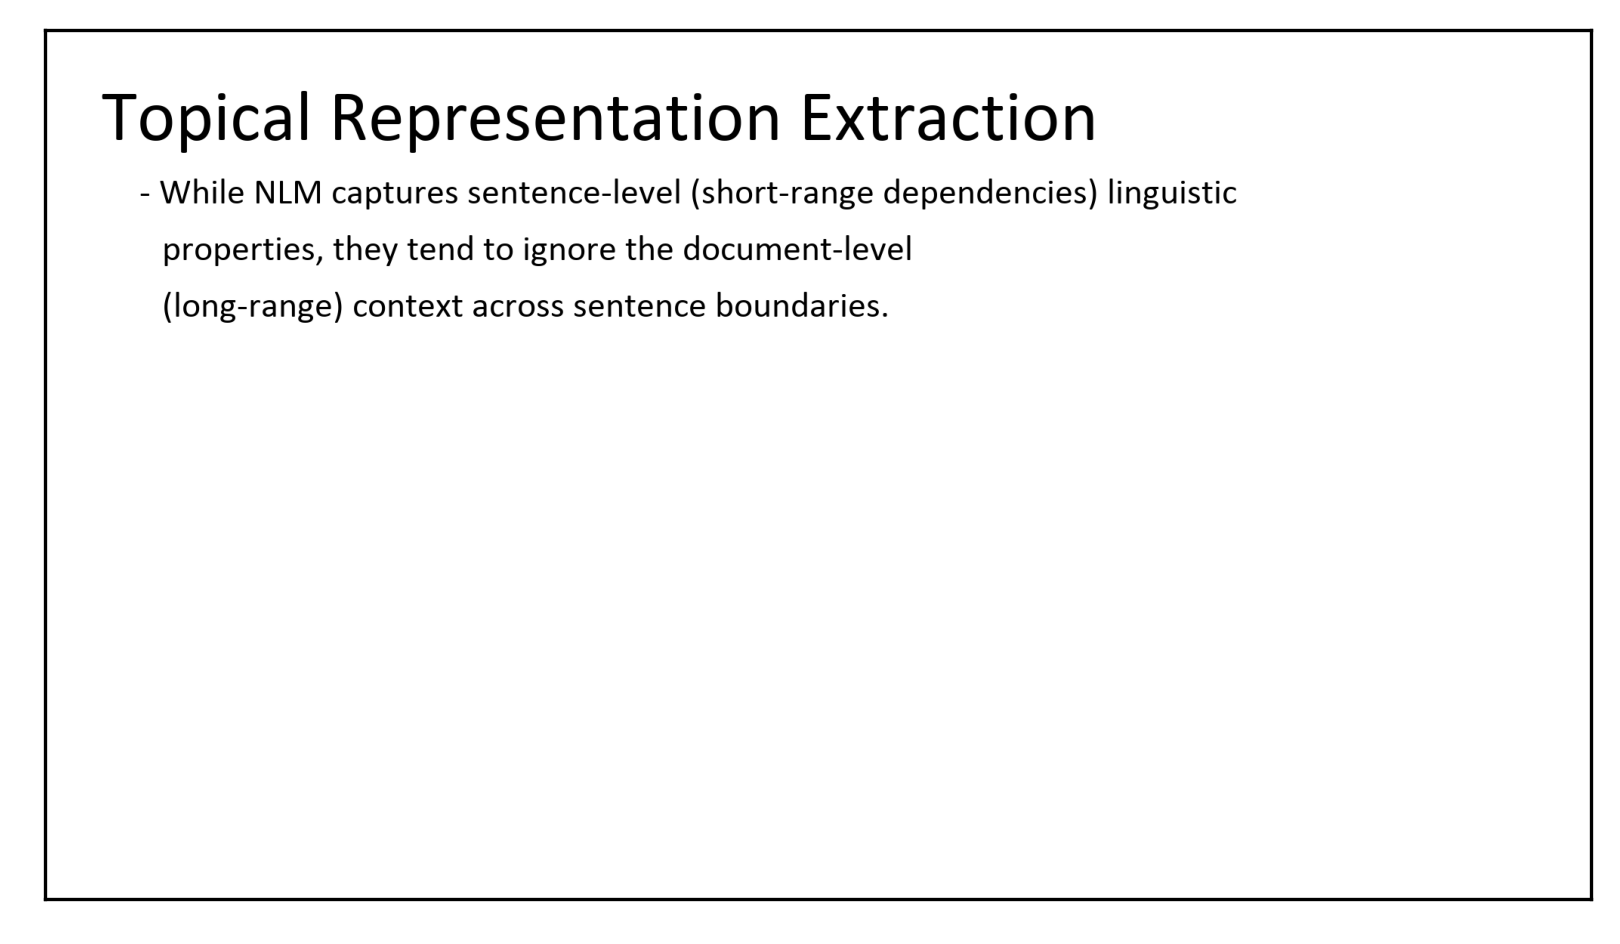 Topical Representation Extraction
- While NLM captures sentence-level (short-range dependencies) linguistic
properties, they tend to ignore the document-level
(long-range) context across sentence boundaries.